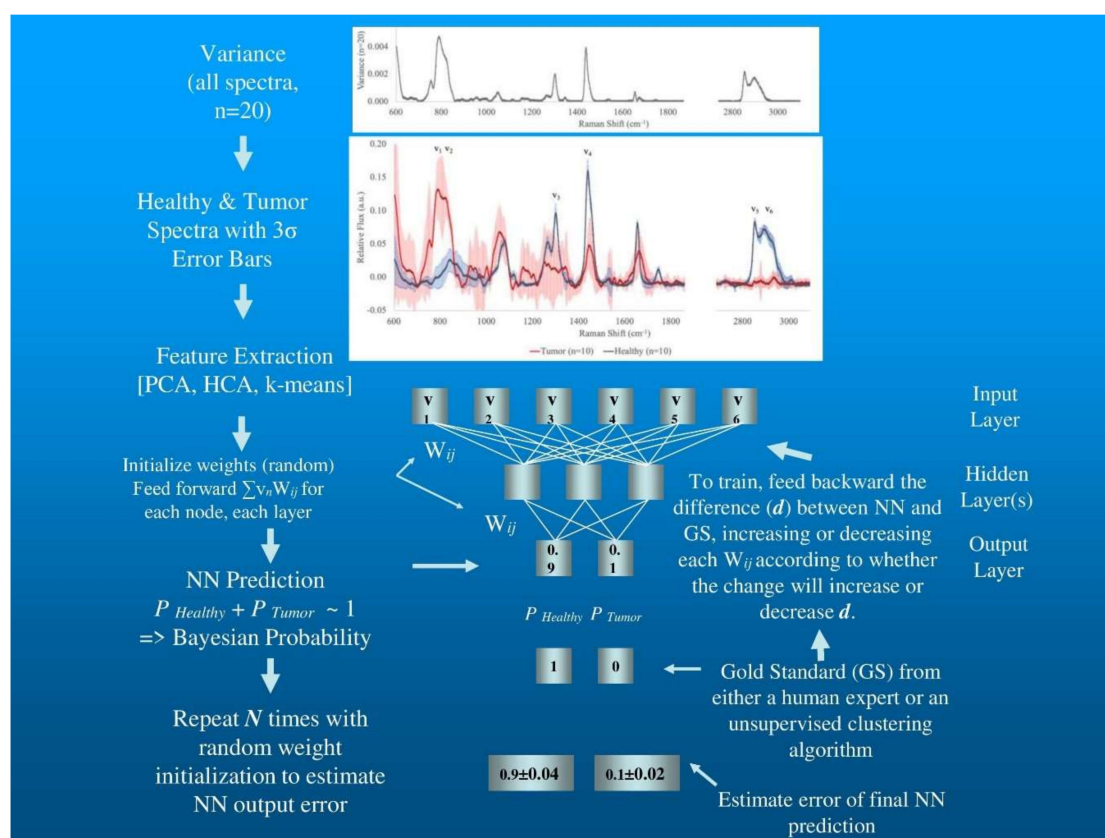 Variance
(all spectra,
n=20)
Healthy & Tumor
Spectra with 3σ
Error Bars
Feature Extraction
[PCA, HCA, k-means]
Initialize weights (random)
Feed forward ∑vₙWᵢⱼ for
each node, each layer
NN Prediction
P Healthy + P Tumor ~ 1
=> Bayesian Probability
Repeat N times with
random weight
initialization to estimate
NN output error
Variance (n=20)
0.004
0.002
0.000
600 800 1000 1200 1400 1600 1800 2800 3000
Raman Shift (cm⁻¹)
Relative Flux (a.u.)
0.20
0.15
0.10
0.05
0.00
-0.05
v₁ v₂
v₃
v₄
v₅ v₆
600 800 1000 1200 1400 1600 1800 2800 3000
Raman Shift (cm⁻¹)
Tumor (n=10) Healthy (n=10)
v1 v2 v3 v4 v5 v6
Input
Layer
Wᵢⱼ
Hidden
Layer(s)
Wᵢⱼ
0.9 0.1
Output
Layer
P Healthy P Tumor
1 0
0.9±0.04 0.1±0.02
To train, feed backward the
difference (d) between NN and
GS, increasing or decreasing
each Wᵢⱼ according to whether
the change will increase or
decrease d.
Gold Standard (GS) from
either a human expert or an
unsupervised clustering
algorithm
Estimate error of final NN
prediction